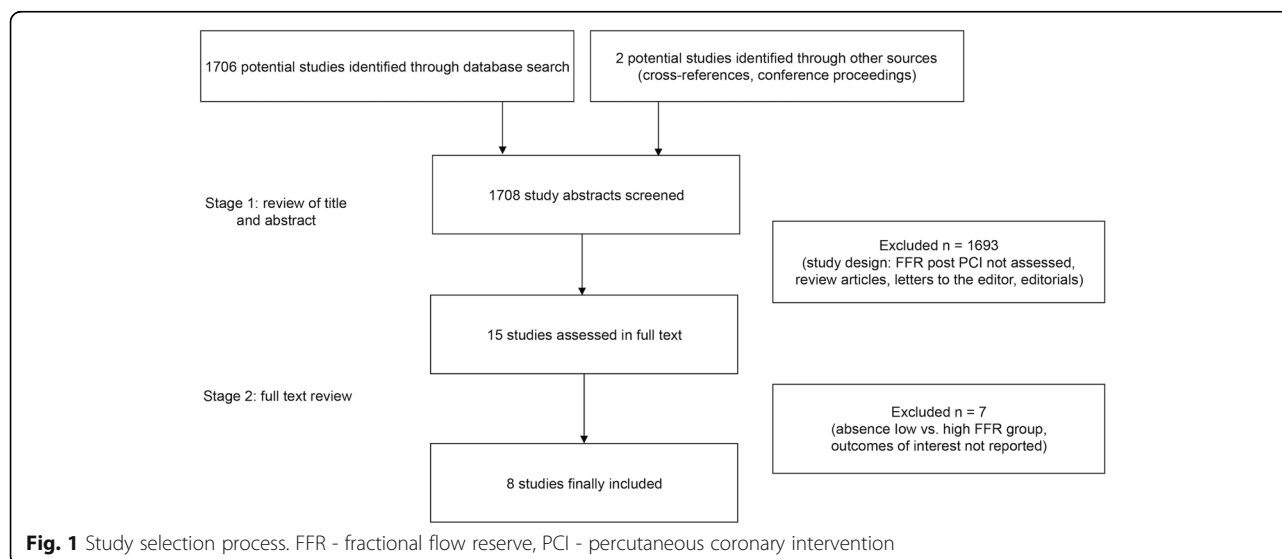 1706 potential studies identified through database search
2 potential studies identified through other sources
(cross-references, conference proceedings)
1708 study abstracts screened
Stage 1: review of title
and abstract
Excluded n = 1693
(study design: FFR post PCI not assessed,
review articles, letters to the editor, editorials)
15 studies assessed in full text
Stage 2: full text review
Excluded n = 7
(absence low vs. high FFR group,
outcomes of interest not reported)
8 studies finally included
Fig. 1 Study selection process. FFR - fractional flow reserve, PCI - percutaneous coronary intervention